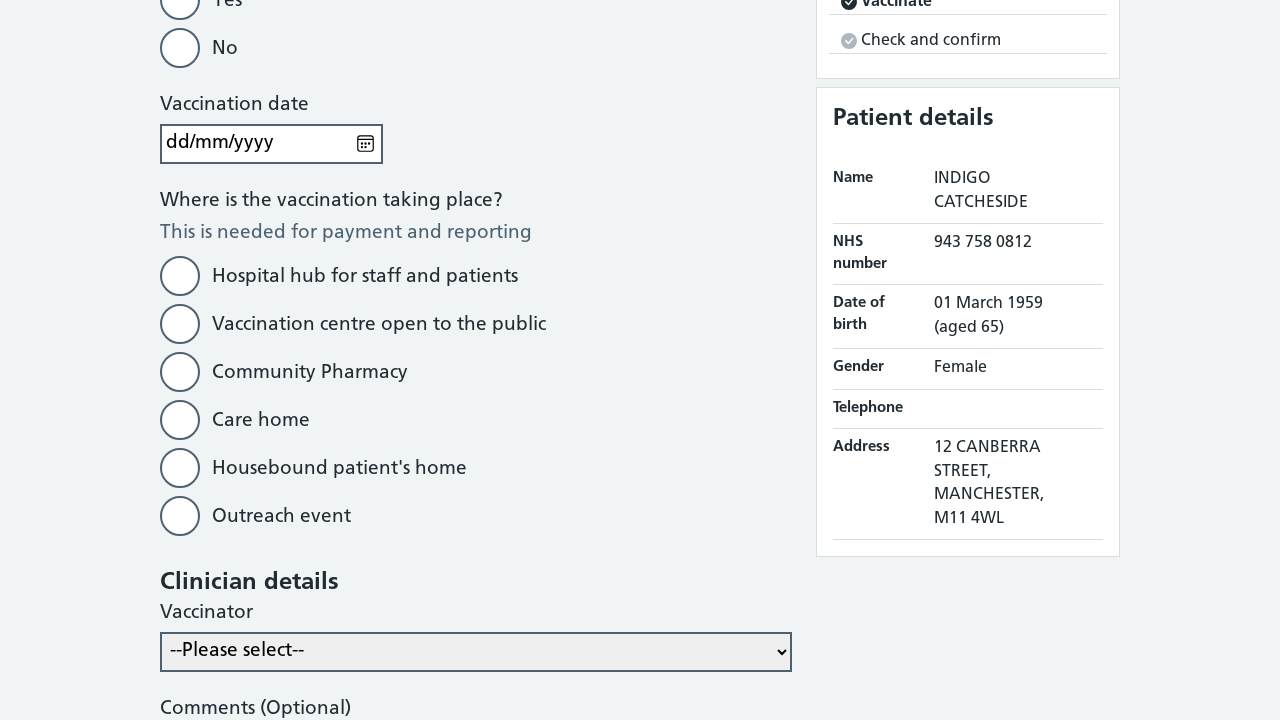 Yes
No
Vaccination date
dd/mm/yyyy
Where is the vaccination taking place?
This is needed for payment and reporting
Hospital hub for staff and patients
Vaccination centre open to the public
Community Pharmacy
Care home
Housebound patient's home
Outreach event
Clinician details
Vaccinator
--Please select--
Comments (Optional)
Vaccinate
Check and confirm
Patient details
Name INDIGO
CATCHESIDE
NHS 943 758 0812
number
Date of 01 March 1959
birth (aged 65)
Gender Female
Telephone
Address 12 CANBERRA
STREET,
MANCHESTER,
M11 4WL